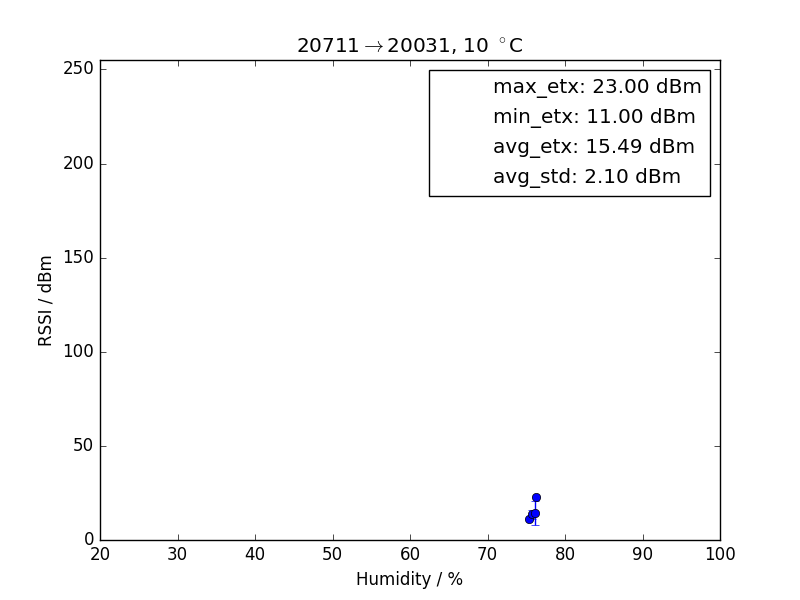 20711→20031, 10 °C
max_etx: 23.00 dBm
min_etx: 11.00 dBm
avg_etx: 15.49 dBm
avg_std: 2.10 dBm
250
200
150
100
50
0
RSSI / dBm
20 30 40 50 60 70 80 90 100
Humidity / %